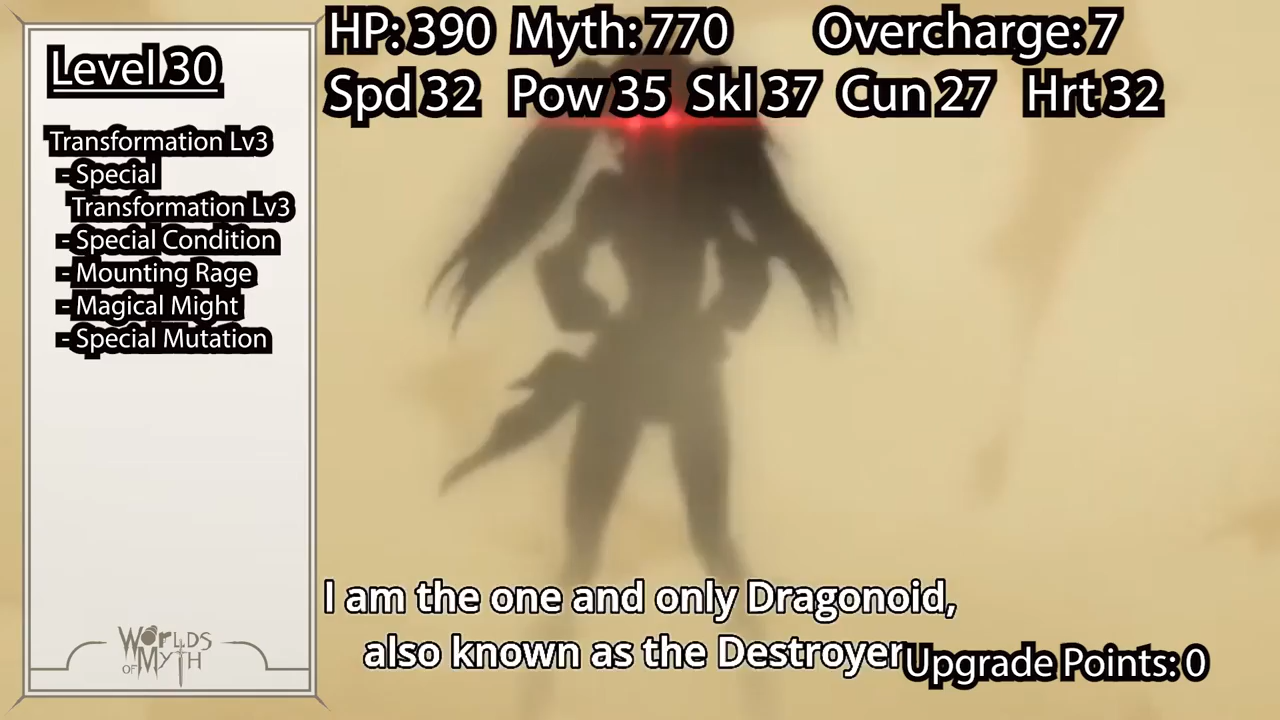 Level 30
Transformation Lv3
- Special
Transformation Lv3
- Special Condition
- Mounting Rage
- Magical Might
- Special Mutation
WORLDS
OF MYTH
HP: 390 Myth: 770 Overcharge: 7
Spd 32 Pow 35 Skl 37 Cun 27 Hrt 32
I am the one and only Dragonoid,
also known as the Destroyer
Upgrade Points: 0